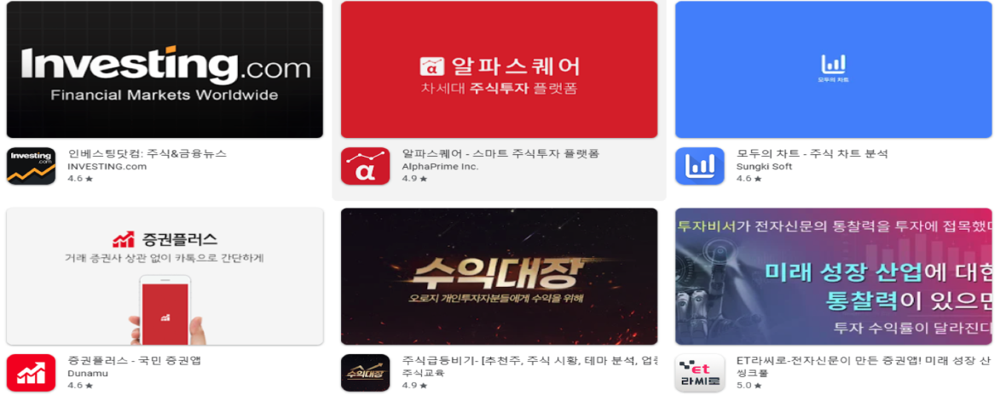 Investing.com
Financial Markets Worldwide
Investing
.com
인베스팅닷컴: 주식&금융뉴스
INVESTING.com
4.6 ★
알파스퀘어
차세대 주식투자 플랫폼
α
알파스퀘어 - 스마트 주식투자 플랫폼
AlphaPrime Inc.
4.9 ★
모두의 차트
모두의 차트 - 주식 차트 분석
Sungki Soft
4.6 ★
증권플러스
거래 증권사 상관 없이 카톡으로 간단하게
증권플러스 - 국민 증권앱
Dunamu
4.6 ★
수익대장
오로지 개인투자자분들에게 수익을 위해
수익대장
주식급등비기- [추천주, 주식 시황, 테마 분석, 업종
주식교육
4.9 ★
투자비서가 전자신문의 통찰력을 투자에 접목했다
미래 성장 산업에 대한
통찰력이 있으면
투자 수익률이 달라진다
et
라씨로
ET라씨로-전자신문이 만든 증권앱! 미래 성장 산
씽크풀
5.0 ★